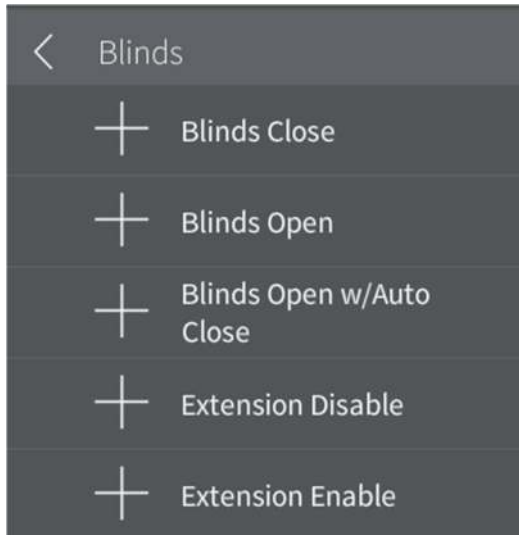 Blinds
Blinds Close
Blinds Open
Blinds Open w/Auto
Close
Extension Disable
Extension Enable